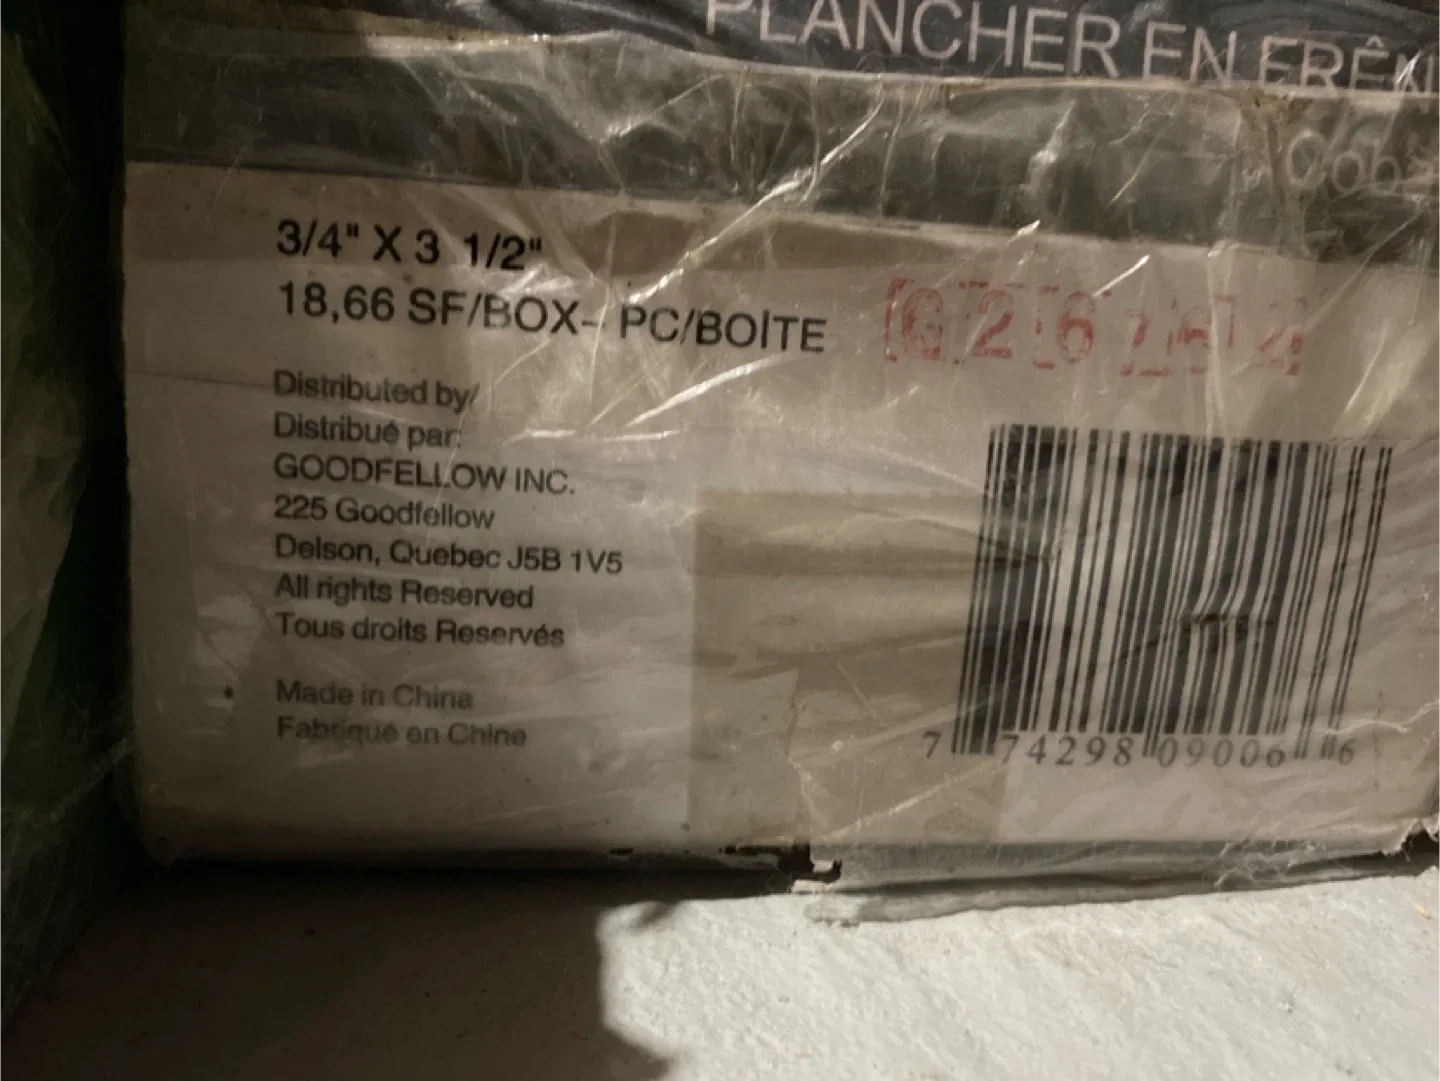 PLANCHER EN FRÊN
3/4" X 3 1/2"
18,66 SF/BOX- PC/BOÎTE
Distributed by/
Distribué par:
GOODFELLOW INC.
225 Goodfellow
Delson, Quebec J5B 1V5
All rights Reserved
Tous droits Reservés
Made in China
Fabriqué en Chine
7 74298 09006 6